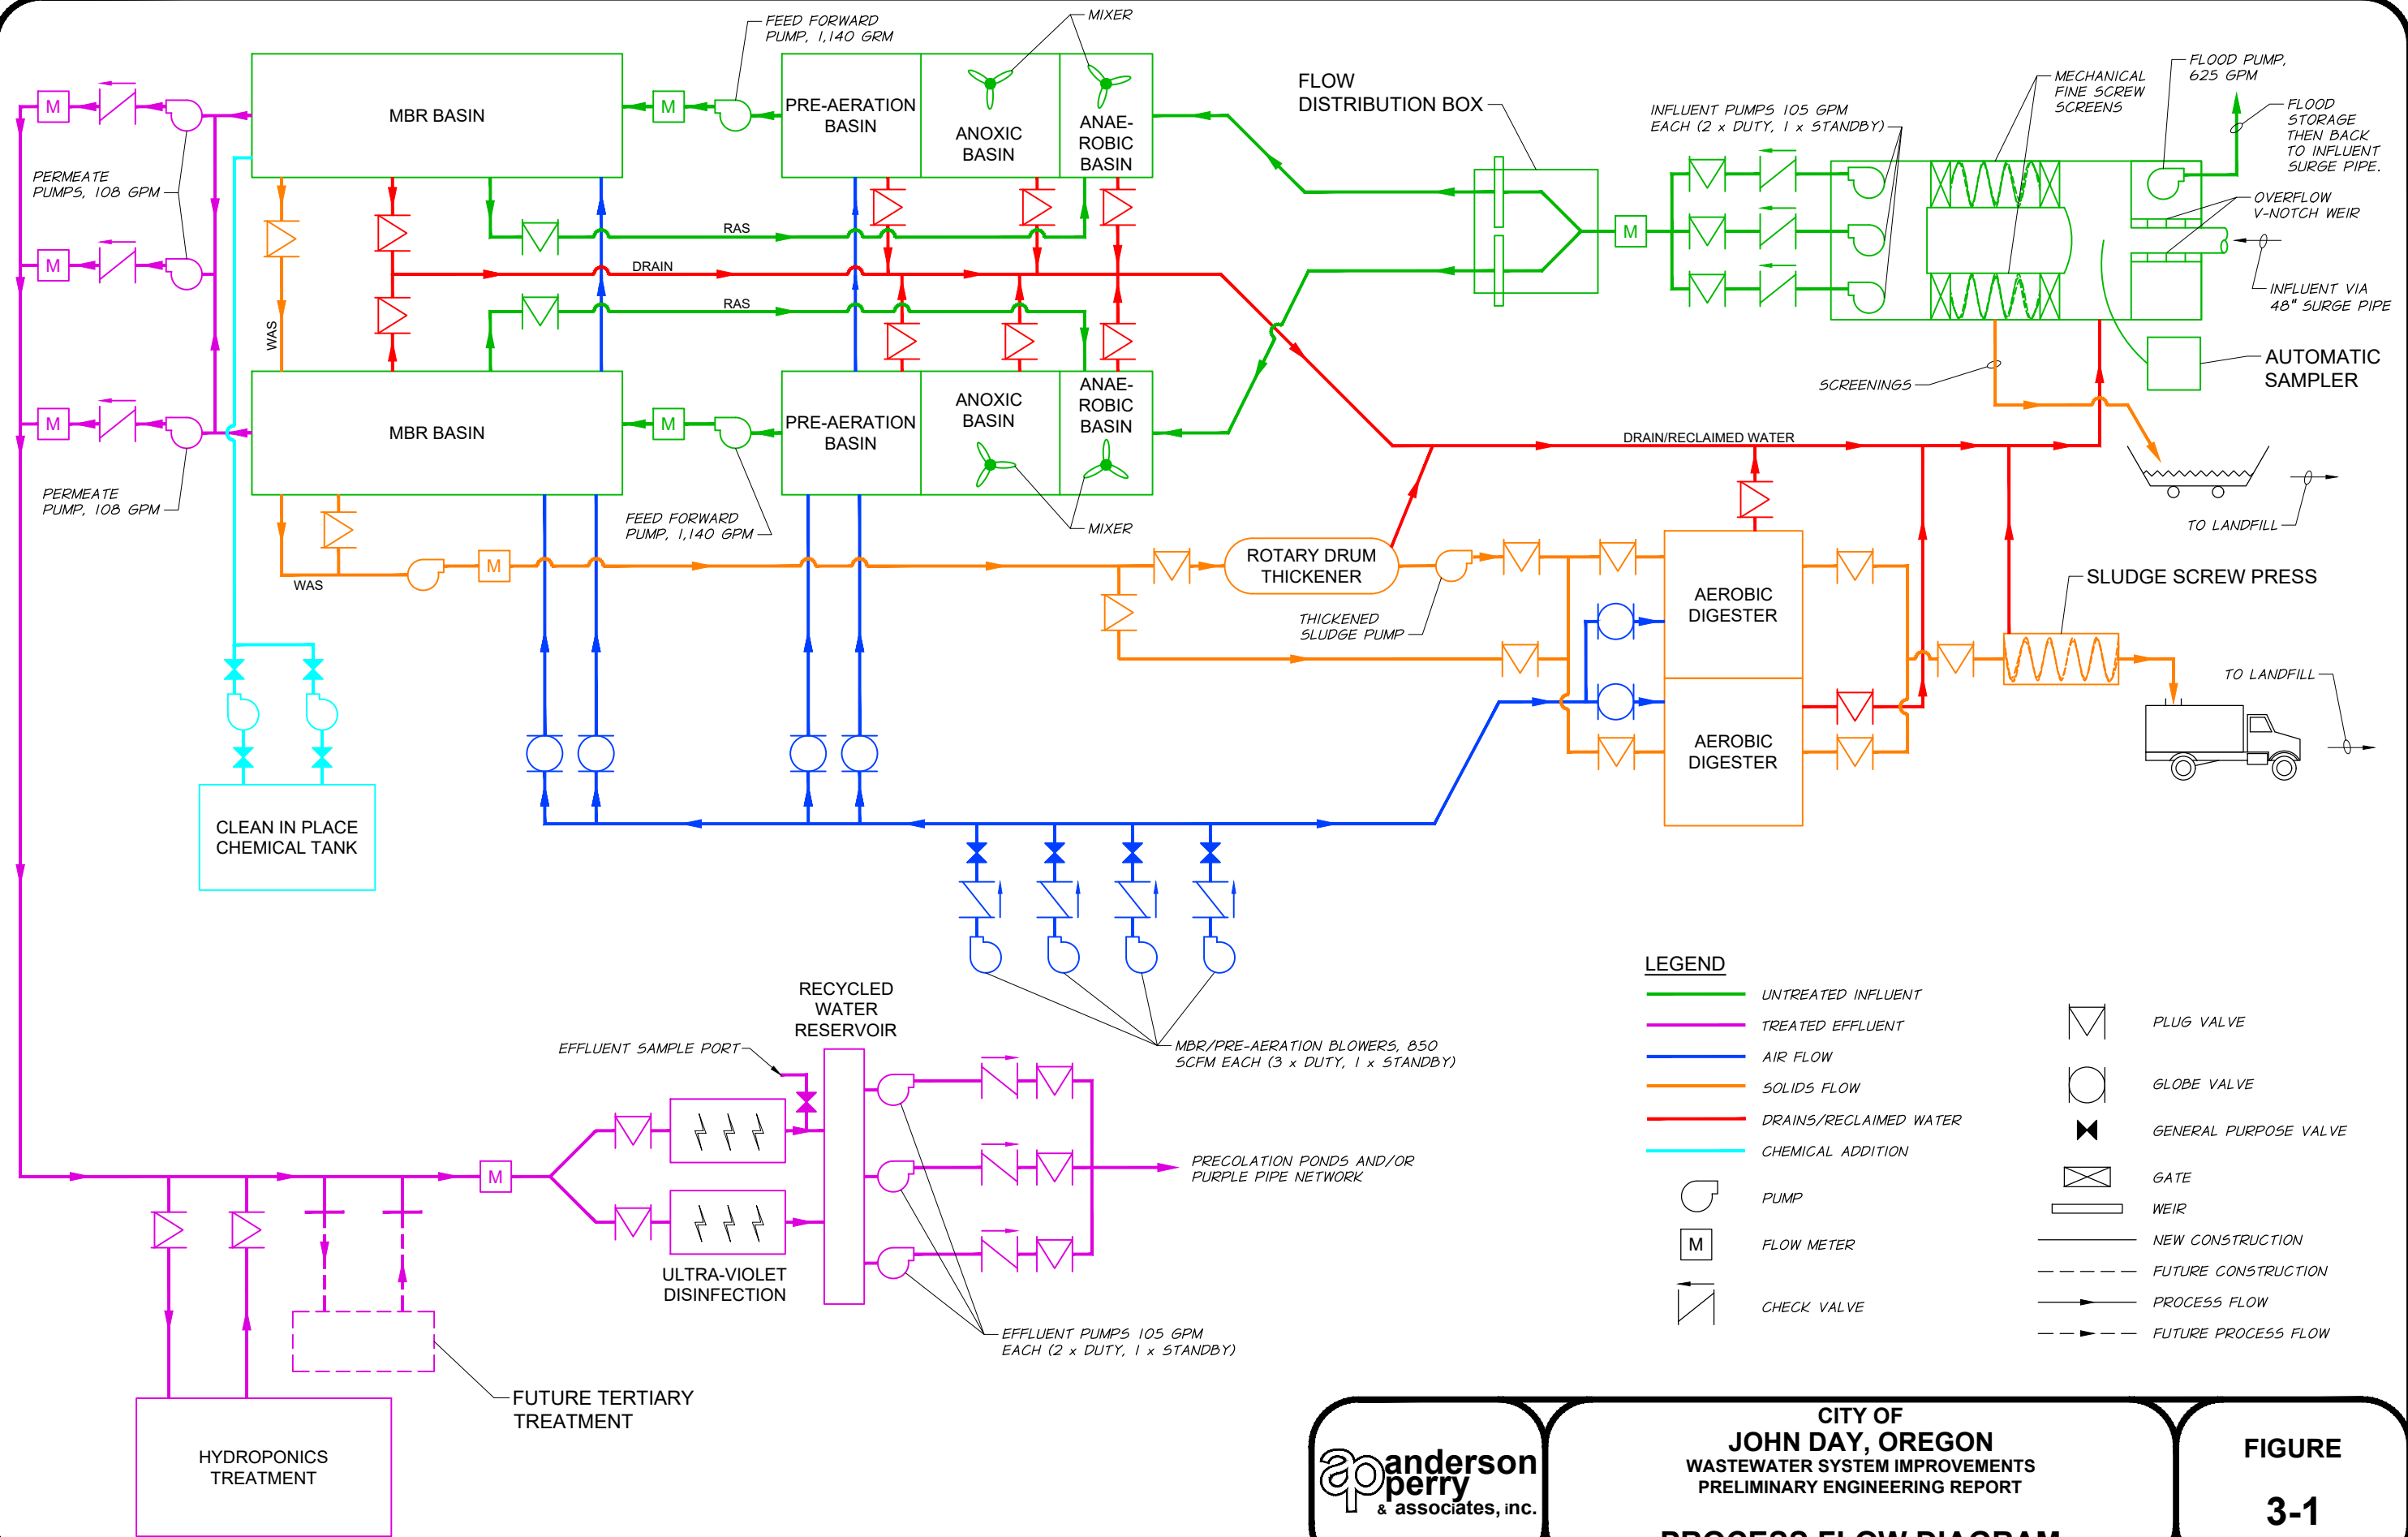 FEED FORWARD
PUMP, 1,140 GRM
MIXER
MBR BASIN
PRE-AERATION
BASIN
ANOXIC
BASIN
ANAE-
ROBIC
BASIN
FLOW
DISTRIBUTION BOX
INFLUENT PUMPS 105 GPM
EACH (2 x DUTY, 1 x STANDBY)
MECHANICAL
FINE SCREW
SCREENS
FLOOD PUMP,
625 GPM
FLOOD
STORAGE
THEN BACK
TO INFLUENT
SURGE PIPE.
OVERFLOW
V-NOTCH WEIR
INFLUENT VIA
48" SURGE PIPE
AUTOMATIC
SAMPLER
SCREENINGS
M
M
M
M
M
PERMEATE
PUMPS, 108 GPM
RAS
DRAIN
RAS
WAS
MBR BASIN
M
M
PRE-AERATION
BASIN
ANOXIC
BASIN
ANAE-
ROBIC
BASIN
PERMEATE
PUMP, 108 GPM
FEED FORWARD
PUMP, 1,140 GPM
MIXER
DRAIN/RECLAIMED WATER
TO LANDFILL
WAS
M
ROTARY DRUM
THICKENER
THICKENED
SLUDGE PUMP
AEROBIC
DIGESTER
AEROBIC
DIGESTER
SLUDGE SCREW PRESS
TO LANDFILL
CLEAN IN PLACE
CHEMICAL TANK
MBR/PRE-AERATION BLOWERS, 850
SCFM EACH (3 x DUTY, 1 x STANDBY)
RECYCLED
WATER
RESERVOIR
EFFLUENT SAMPLE PORT
M
ULTRA-VIOLET
DISINFECTION
PRECOLATION PONDS AND/OR
PURPLE PIPE NETWORK
EFFLUENT PUMPS 105 GPM
EACH (2 x DUTY, 1 x STANDBY)
FUTURE TERTIARY
TREATMENT
HYDROPONICS
TREATMENT
LEGEND
UNTREATED INFLUENT
TREATED EFFLUENT
AIR FLOW
SOLIDS FLOW
DRAINS/RECLAIMED WATER
CHEMICAL ADDITION
PUMP
M FLOW METER
CHECK VALVE
PLUG VALVE
GLOBE VALVE
GENERAL PURPOSE VALVE
GATE
WEIR
NEW CONSTRUCTION
FUTURE CONSTRUCTION
PROCESS FLOW
FUTURE PROCESS FLOW
ap anderson
perry
& associates, inc.
CITY OF
JOHN DAY, OREGON
WASTEWATER SYSTEM IMPROVEMENTS
PRELIMINARY ENGINEERING REPORT
PROCESS FLOW DIAGRAM
FIGURE
3-1